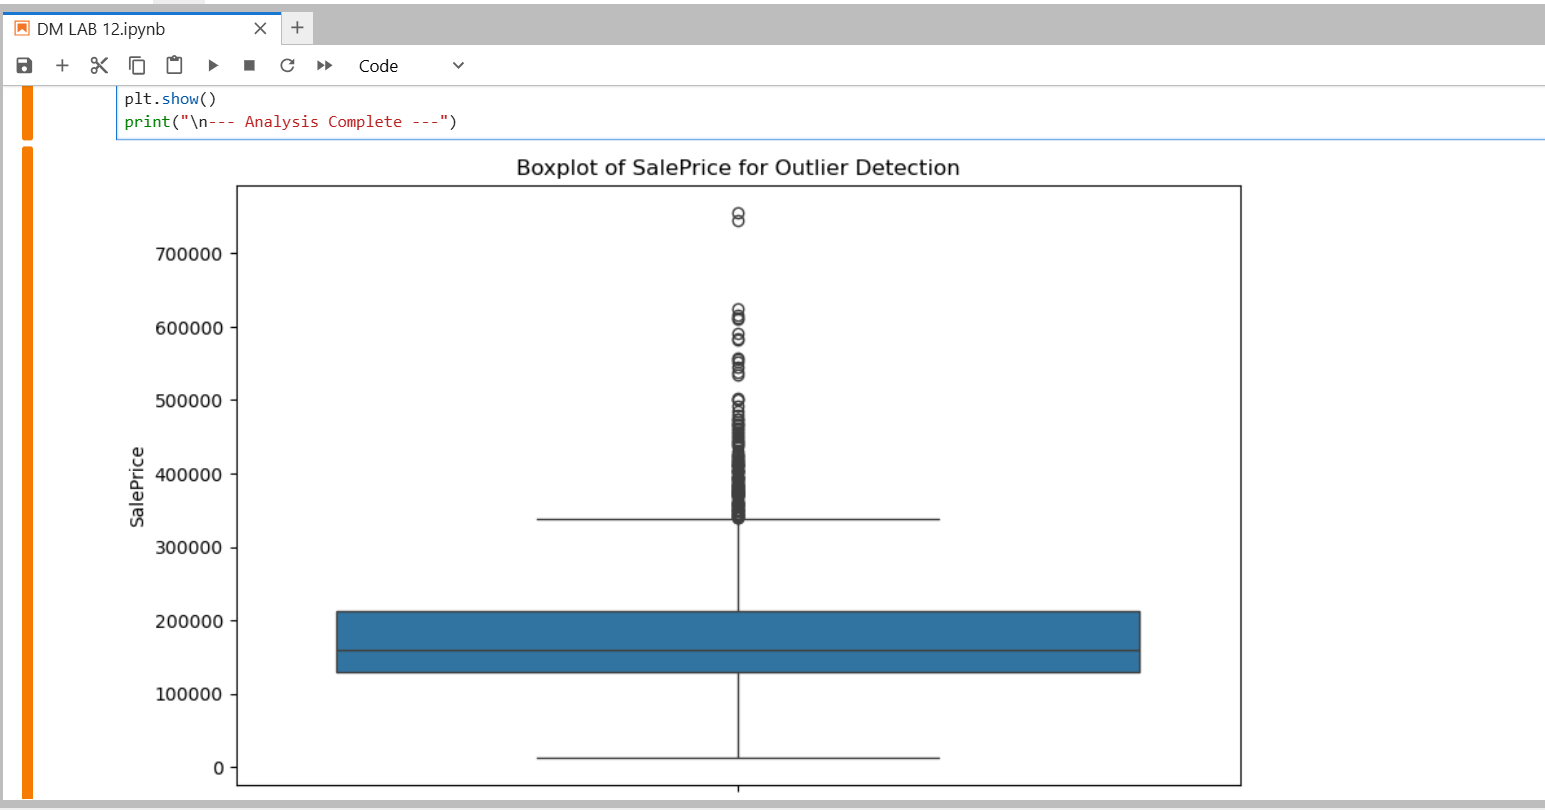 DM LAB 12.ipynb
Code
plt.show()
print("\n--- Analysis Complete ---")
Boxplot of SalePrice for Outlier Detection
700000
600000
500000
400000
300000
200000
100000
0
SalePrice